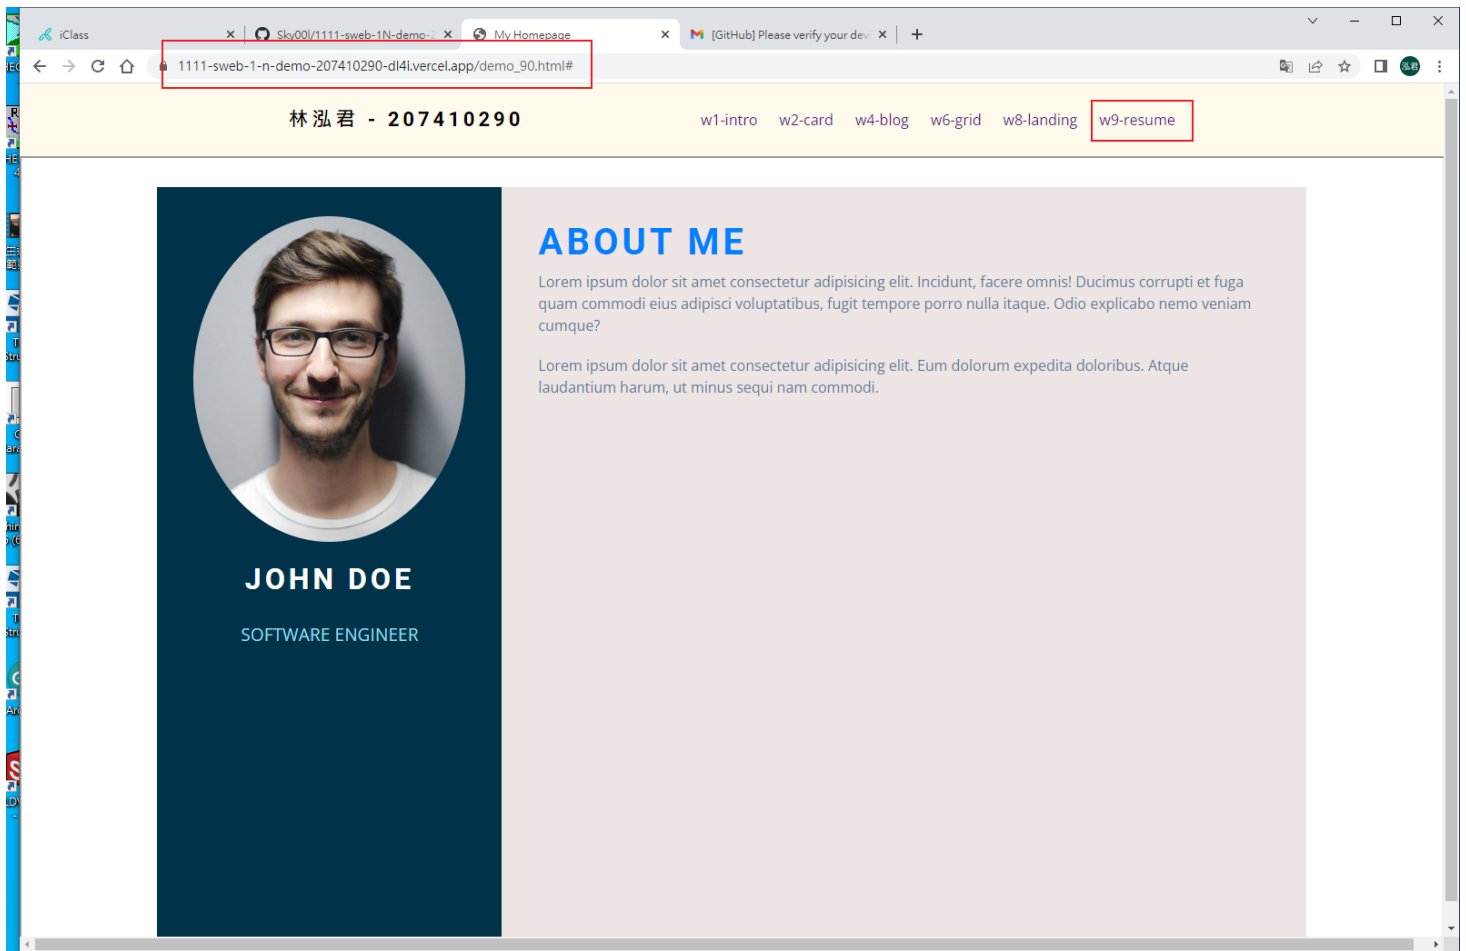 iClass
Sky00l/1111-sweb-1N-demo-2
My Homepage
[GitHub] Please verify your dev
1111-sweb-1-n-demo-207410290-dl4i.vercel.app/demo_90.html#
泓君
林泓君 - 207410290
w1-intro w2-card w4-blog w6-grid w8-landing w9-resume
ABOUT ME
Lorem ipsum dolor sit amet consectetur adipisicing elit. Incidunt, facere omnis! Ducimus corrupti et fuga
quam commodi eius adipisci voluptatibus, fugit tempore porro nulla itaque. Odio explicabo nemo veniam
cumque?
Lorem ipsum dolor sit amet consectetur adipisicing elit. Eum dolorum expedita doloribus. Atque
laudantium harum, ut minus sequi nam commodi.
JOHN DOE
SOFTWARE ENGINEER